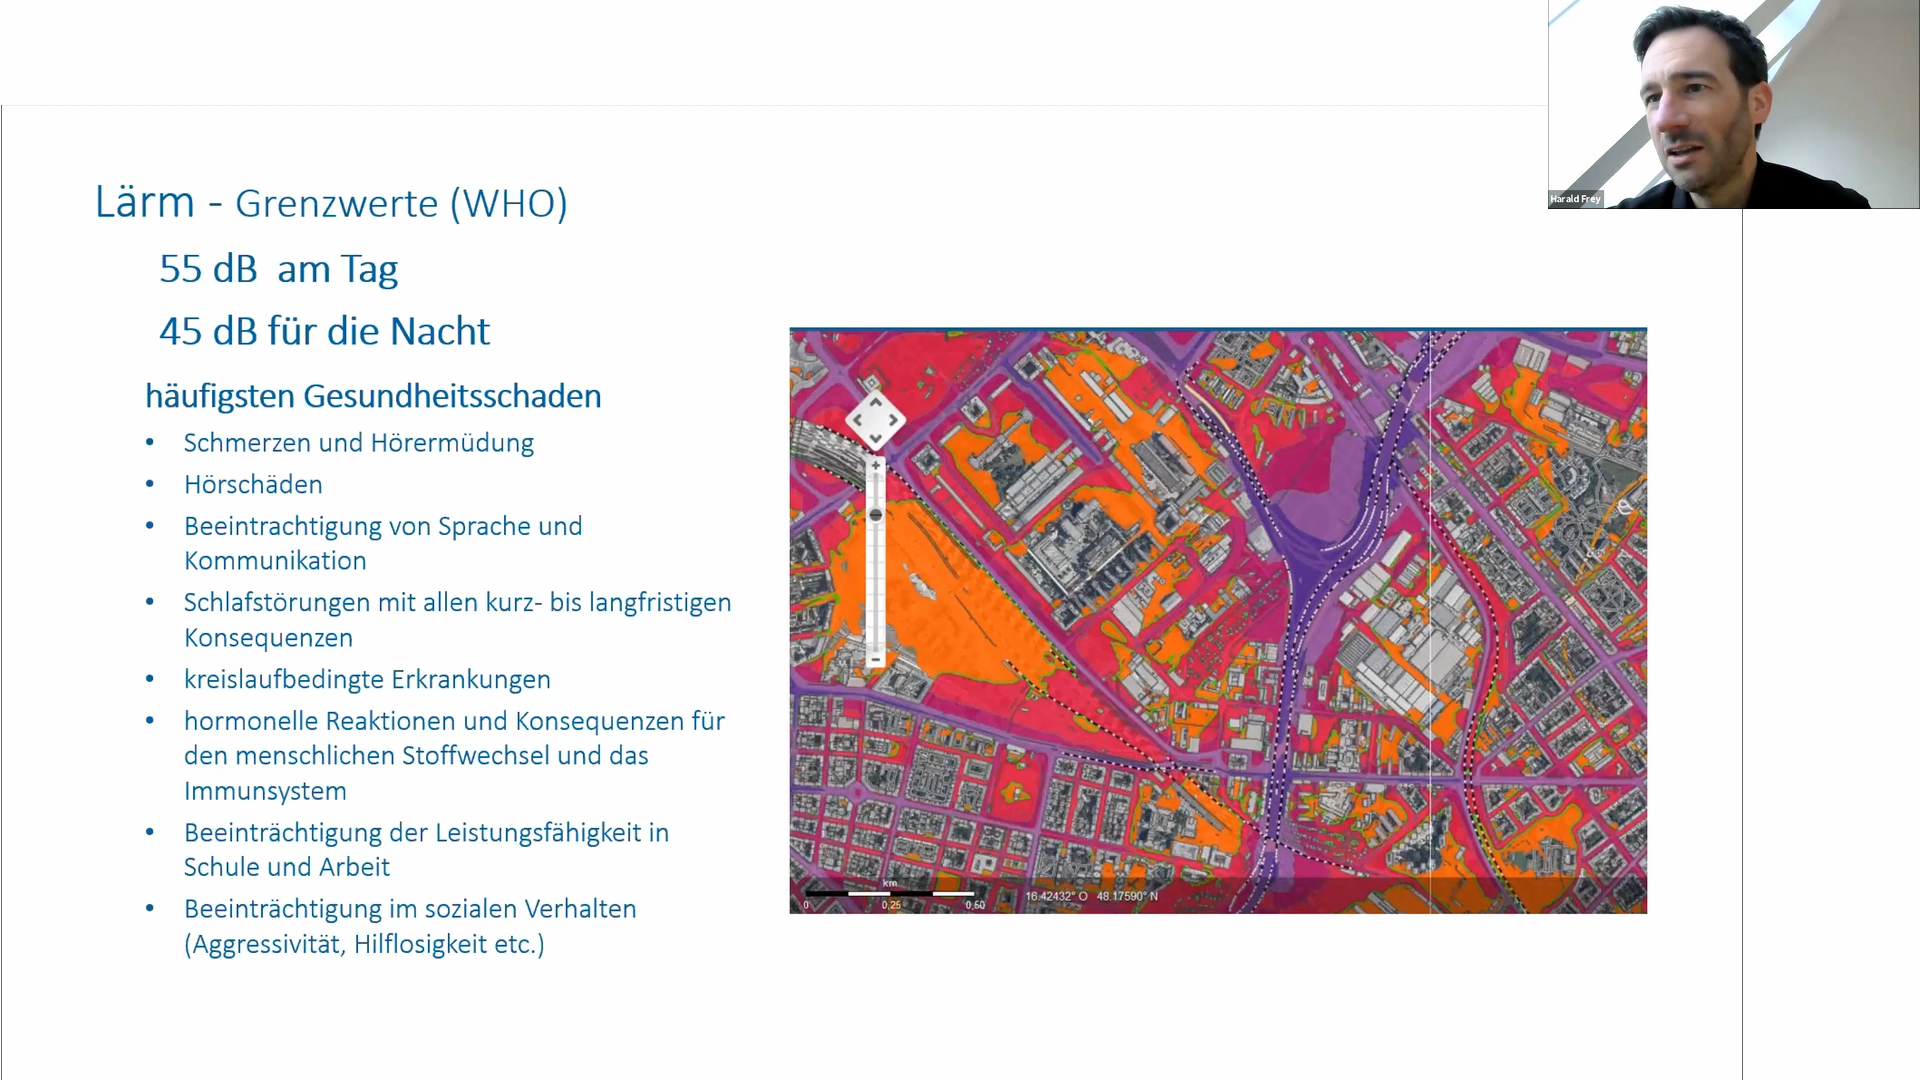 Harald Frey
Lärm - Grenzwerte (WHO)
55 dB am Tag
45 dB für die Nacht
häufigsten Gesundheitsschaden
• Schmerzen und Hörermüdung
• Hörschäden
• Beeintrachtigung von Sprache und
Kommunikation
• Schlafstörungen mit allen kurz- bis langfristigen
Konsequenzen
• kreislaufbedingte Erkrankungen
• hormonelle Reaktionen und Konsequenzen für
den menschlichen Stoffwechsel und das
Immunsystem
• Beeinträchtigung der Leistungsfähigkeit in
Schule und Arbeit
• Beeinträchtigung im sozialen Verhalten
(Aggressivität, Hilflosigkeit etc.)
km
0 0,25 0,50
16.42432° O 48.17590° N